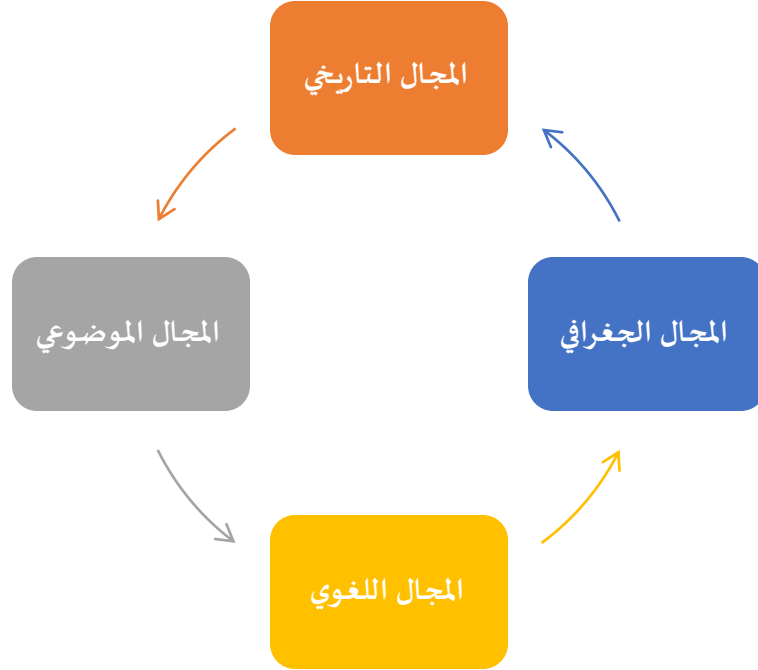 المجال التاريخي
المجال الجغرافي
المجال الموضوعي
المجال اللغوي